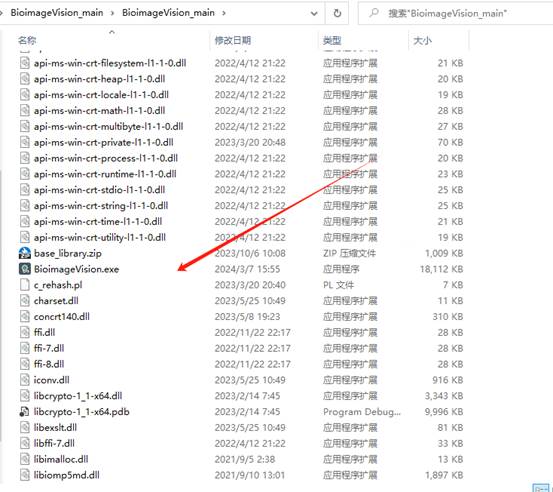 BioimageVision_main › BioimageVision_main ›
搜索"BioimageVision_main"
名称 修改日期 类型 大小
api-ms-win-crt-filesystem-l1-1-0.dll 2022/4/12 21:22 应用程序扩展 21 KB
api-ms-win-crt-heap-l1-1-0.dll 2022/4/12 21:22 应用程序扩展 20 KB
api-ms-win-crt-locale-l1-1-0.dll 2022/4/12 21:22 应用程序扩展 19 KB
api-ms-win-crt-math-l1-1-0.dll 2022/4/12 21:22 应用程序扩展 28 KB
api-ms-win-crt-multibyte-l1-1-0.dll 2022/4/12 21:22 应用程序扩展 27 KB
api-ms-win-crt-private-l1-1-0.dll 2023/3/20 20:48 应用程序扩展 70 KB
api-ms-win-crt-process-l1-1-0.dll 2022/4/12 21:22 应用程序扩展 20 KB
api-ms-win-crt-runtime-l1-1-0.dll 2022/4/12 21:22 应用程序扩展 23 KB
api-ms-win-crt-stdio-l1-1-0.dll 2022/4/12 21:22 应用程序扩展 25 KB
api-ms-win-crt-string-l1-1-0.dll 2022/4/12 21:22 应用程序扩展 25 KB
api-ms-win-crt-time-l1-1-0.dll 2022/4/12 21:22 应用程序扩展 21 KB
api-ms-win-crt-utility-l1-1-0.dll 2022/4/12 21:22 应用程序扩展 19 KB
base_library.zip 2023/10/6 10:08 ZIP 压缩文件 1,009 KB
BioimageVision.exe 2024/3/7 15:55 应用程序 18,112 KB
c_rehash.pl 2023/3/20 20:40 PL 文件 7 KB
charset.dll 2023/5/25 10:49 应用程序扩展 11 KB
concrt140.dll 2023/5/8 19:23 应用程序扩展 310 KB
ffi.dll 2022/11/22 22:17 应用程序扩展 28 KB
ffi-7.dll 2022/11/22 22:17 应用程序扩展 28 KB
ffi-8.dll 2022/11/22 22:17 应用程序扩展 28 KB
iconv.dll 2023/5/25 10:49 应用程序扩展 916 KB
libcrypto-1_1-x64.dll 2023/2/14 7:45 应用程序扩展 3,343 KB
libcrypto-1_1-x64.pdb 2023/2/14 7:45 Program Debug... 9,996 KB
libexslt.dll 2023/5/25 10:49 应用程序扩展 81 KB
libffi-7.dll 2022/4/12 21:22 应用程序扩展 33 KB
libimalloc.dll 2021/9/5 2:38 应用程序扩展 13 KB
libiomp5md.dll 2021/9/10 13:01 应用程序扩展 1,897 KB